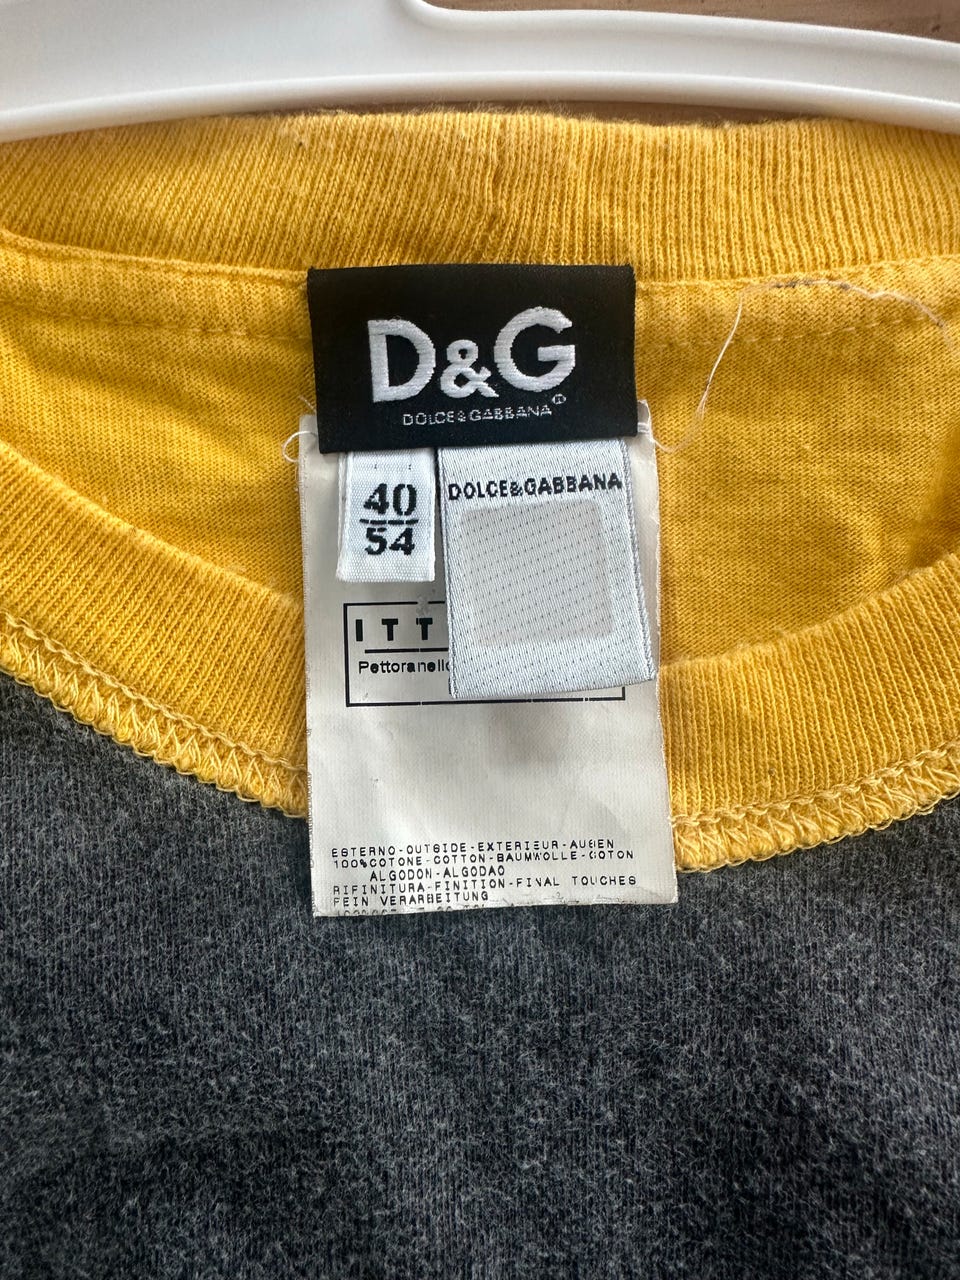 D&G
DOLCE&GABBANA
40
54
DOLCE&GABBANA
ITT
Pettoranello
ESTERNO-OUTSIDE-EXTERIEUR-AUßEN
100%COTONE-COTTON-BAUMWOLLE-COTON
ALGODON-ALGODAO
RIFINITURA-FINITION-FINAL TOUCHES
FEIN VERARBEITUNG